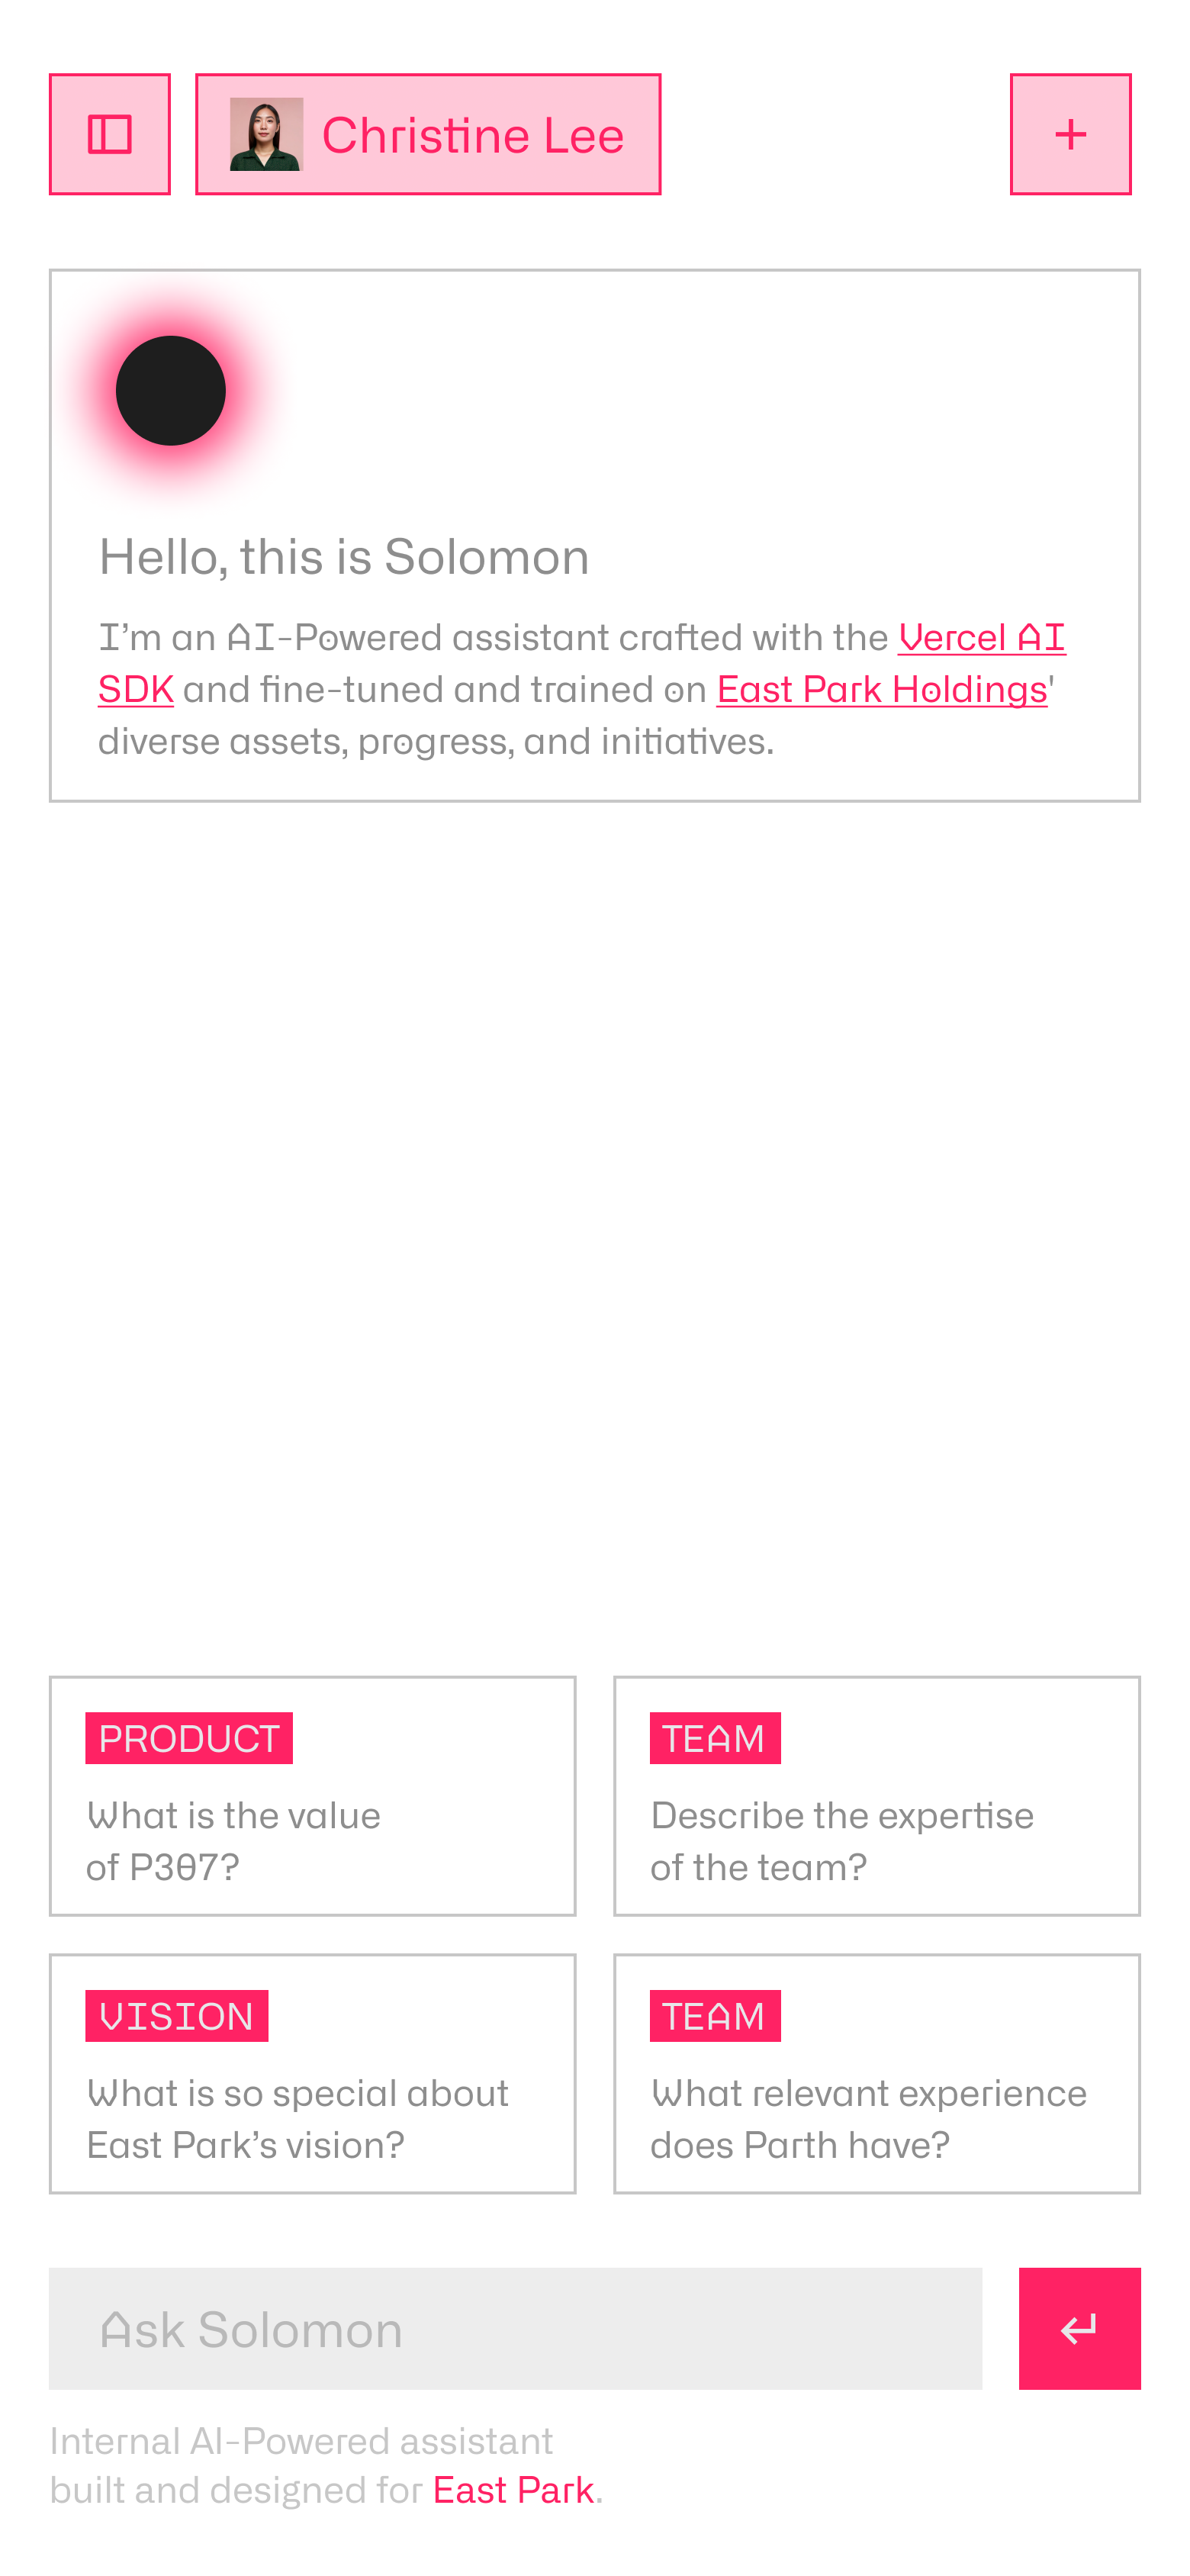 Christine Lee
Hello, this is Solomon
I’m an AI-Powered assistant crafted with the Vercel AI
SDK and fine-tuned and trained on East Park Holdings'
diverse assets, progress, and initiatives.
PRODUCT
What is the value
of P307?
TEAM
Describe the expertise
of the team?
VISION
What is so special about
East Park’s vision?
TEAM
What relevant experience
does Parth have?
Ask Solomon
Internal AI-Powered assistant
built and designed for East Park.